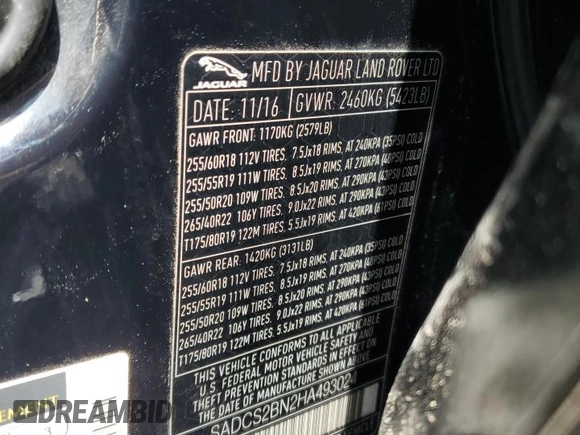 JAGUAR
MFD BY JAGUAR LAND ROVER LTD
DATE: 11/16 GVWR: 2460KG (5423LB)
GAWR FRONT: 1170KG (2579LB)
255/60R18 112V TIRES, 7.5Jx18 RIMS, AT 240KPA (35PSI) COLD
255/55R19 111W TIRES, 8.5Jx19 RIMS, AT 270KPA (40PSI) COLD
255/50R20 109W TIRES, 8.5Jx20 RIMS, AT 290KPA (43PSI) COLD
265/40R22 106Y TIRES, 9.0Jx22 RIMS, AT 290KPA (43PSI) COLD
T175/80R19 122M TIRES, 5.5Jx19 RIMS, AT 420KPA (61PSI) COLD
GAWR REAR: 1420KG (3131LB)
255/60R18 112V TIRES, 7.5Jx18 RIMS, AT 240KPA (35PSI) COLD
255/55R19 111W TIRES, 8.5Jx19 RIMS, AT 270KPA (40PSI) COLD
255/50R20 109W TIRES, 8.5Jx20 RIMS, AT 290KPA (43PSI) COLD
265/40R22 106Y TIRES, 9.0Jx22 RIMS, AT 290KPA (43PSI) COLD
T175/80R19 122M TIRES, 5.5Jx19 RIMS, AT 420KPA (61PSI) COLD
THIS VEHICLE CONFORMS TO ALL APPLICABLE
U.S. FEDERAL MOTOR VEHICLE SAFETY
STANDARDS IN EFFECT ON THE
DATE OF MANUFACTURE
SADCS2BN2HA493024
DREAMBID